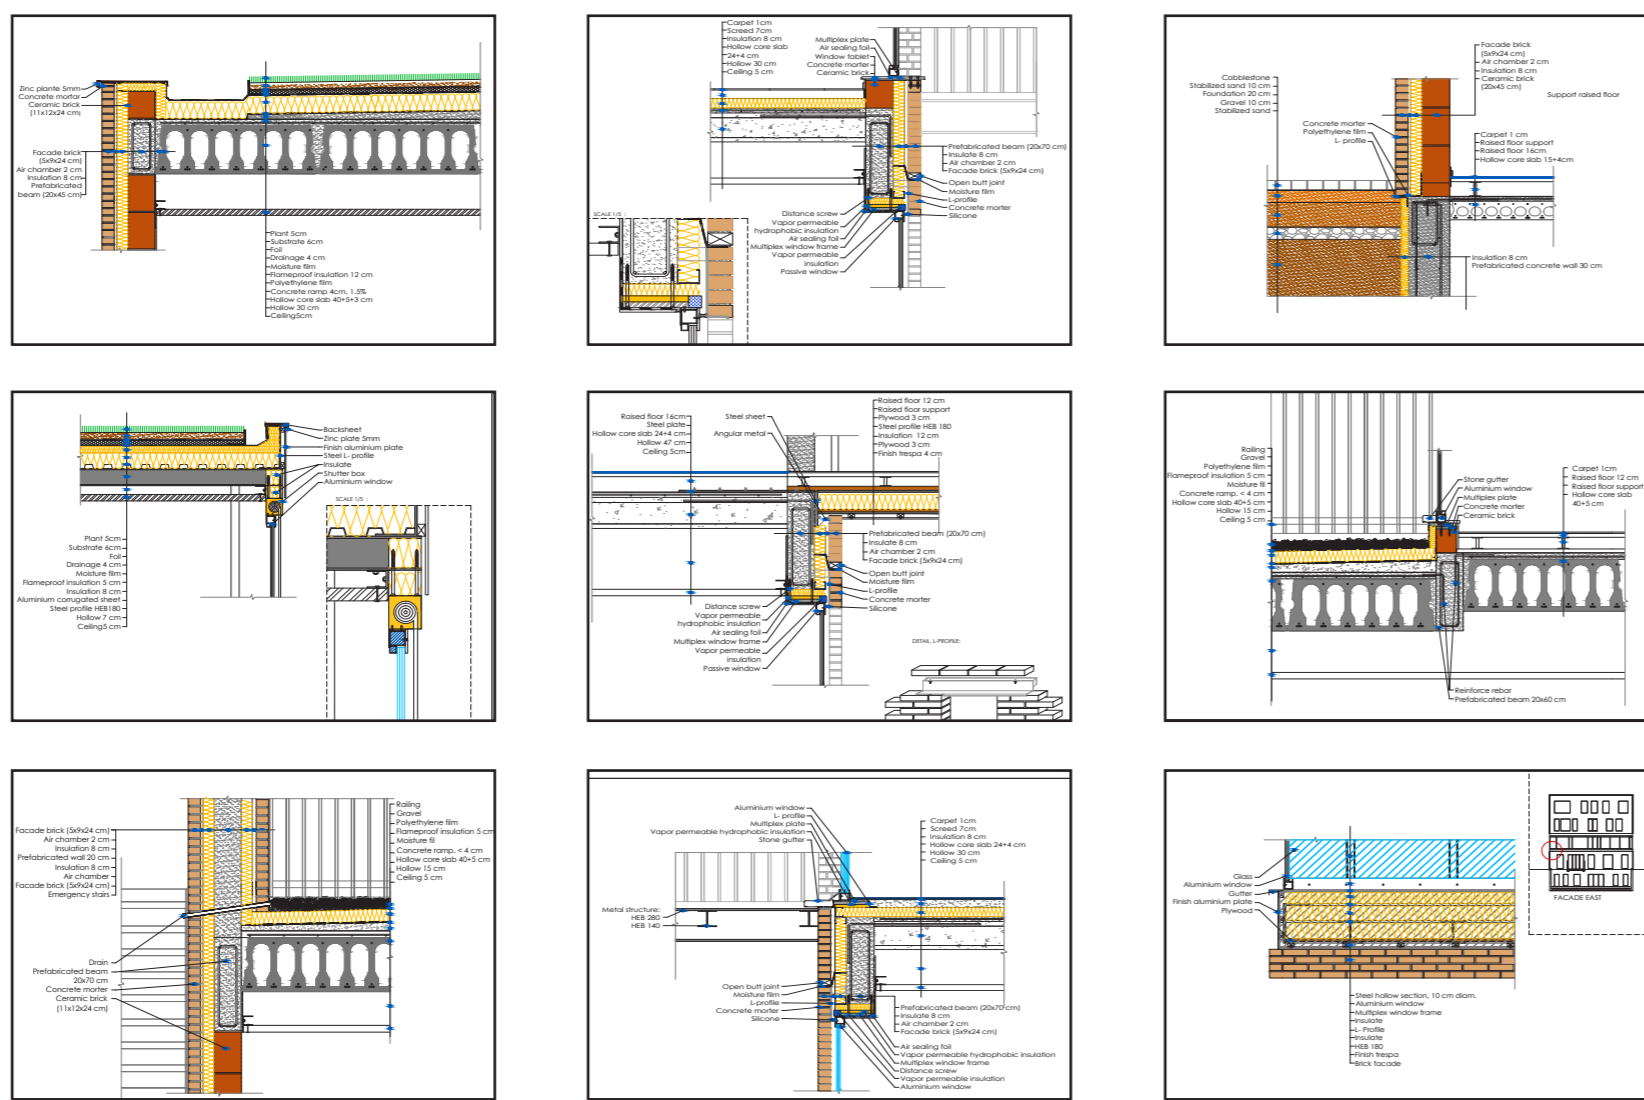 Zinc plante 5mm
Concrete mortar
Ceramic brick
(11x12x24 cm)
Facade brick
(5x9x24 cm)
Air chamber 2 cm
Insulation 8 cm
Prefabricated
beam (20x45 cm)
Plant 5cm
Substrate 6cm
Foil
Drainage 4 cm
Moisture film
Flameproof insulation 12 cm
Polyethylene film
Concrete ramp 4cm, 1.5%
Hollow core slab 40+5+3 cm
Hollow 30 cm
Ceiling5cm
Carpet 1cm
Screed 7cm
Insulation 8 cm
Hollow core slab
24+4 cm
Hollow 30 cm
Ceiling 5 cm
Multiplex plate
Air sealing foil
Window tablet
Concrete morter
Ceramic brick
Prefabricated beam (20x70 cm)
Insulate 8 cm
Air chamber 2 cm
Facade brick (5x9x24 cm)
Open butt joint
Moisture film
L-profile
Concrete morter
Silicone
SCALE 1/5 :
Distance screw
Vapor permeable
hydrophobic insulation
Air sealing foil
Multiplex window frame
Vapor permeable
insulation
Passive window
Facade brick
(5x9x24 cm)
Air chamber 2 cm
Insulation 8 cm
Ceramic brick
(20x45 cm)
Support raised floor
Cobblestone
Stabilized sand 10 cm
Foundation 20 cm
Gravel 10 cm
Stabilized sand
Concrete morter
Polyethylene film
L- profile
Carpet 1 cm
Raised floor support
Raised floor 16cm
Hollow core slab 15+4cm
Insulation 8 cm
Prefabricated concrete wall 30 cm
Backsheet
Zinc plate 5mm
Finish aluminium plate
Steel L- profile
Insulate
Shutter box
Aluminium window
SCALE 1/5 :
Plant 5cm
Substrate 6cm
Foil
Drainage 4 cm
Moisture film
Flameproof insulation 5 cm
Insulation 8 cm
Aluminium corrugated sheet
Steel profile HEB180
Hollow 7 cm
Ceiling5 cm
Raised floor 16cm
Steel plate
Hollow core slab 24+4 cm
Hollow 47 cm
Ceiling 5cm
Steel sheet
Angular metal
Raised floor 12 cm
Raised floor support
Plywood 3 cm
Steel profile HEB 180
Insulation 12 cm
Plywood 3 cm
Finish trespa 4 cm
Prefabricated beam (20x70 cm)
Insulate 8 cm
Air chamber 2 cm
Facade brick (5x9x24 cm)
Open butt joint
Moisture film
L-profile
Concrete morter
Silicone
Distance screw
Vapor permeable
hydrophobic insulation
Air sealing foil
Multiplex window frame
Vapor permeable
insulation
Passive window
DETAIL, L-PROFILE:
Railing
Gravel
Polyethylene film
Flameproof insulation 5 cm
Moisture fil
Concrete ramp. < 4 cm
Hollow core slab 40+5 cm
Hollow 15 cm
Ceiling 5 cm
Stone gutter
Aluminium window
Multiplex plate
Concrete morter
Ceramic brick
Carpet 1cm
Raised floor 12 cm
Raised floor support
Hollow core slab
40+5 cm
Reinforce rebar
Prefabricated beam 20x60 cm
Facade brick (5x9x24 cm)
Air chamber 2 cm
Insulation 8 cm
Prefabricated wall 20 cm
Insulation 8 cm
Air chamber
Facade brick (5x9x24 cm)
Emergency stairs
Railing
Gravel
Polyethylene film
Flameproof insulation 5 cm
Moisture fil
Concrete ramp. < 4 cm
Hollow core slab 40+5 cm
Hollow 15 cm
Ceiling 5 cm
Drain
Prefabricated beam
20x70 cm
Concrete morter
Ceramic brick
(11x12x24 cm)
Aluminium window
L- profile
Multiplex plate
Vapor permeable hydrophobic insulation
Stone gutter
Carpet 1cm
Screed 7cm
Insulation 8 cm
Hollow core slab 24+4 cm
Hollow 30 cm
Ceiling 5 cm
Metal structure:
HEB 280
HEB 140
Open butt joint
Moisture film
L-profile
Concrete morter
Silicone
Prefabricated beam (20x70 cm)
Insulate 8 cm
Air chamber 2 cm
Facade brick (5x9x24 cm)
Air sealing foil
Vapor permeable hydrophobic insulation
Multiplex window frame
Distance screw
Vapor permeable insulation
Aluminium window
Glass
Aluminium window
Gutter
Finish aluminium plate
Plywood
FACADE EAST
Steel hollow section, 10 cm diam.
Aluminium window
Multiplex window frame
Insulate
L- Profile
Insulate
HEB 180
Finish trespa
Brick facade